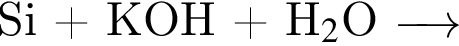 Si + KOH + H₂O ⟶